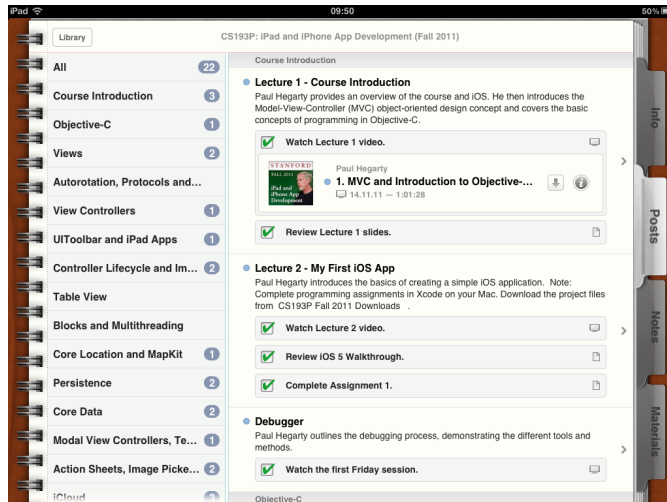 iPad 09:50 50%
Library
CS193P: iPad and iPhone App Development (Fall 2011)
All 22
Course Introduction 3
Objective-C 1
Views 2
Autorotation, Protocols and...
View Controllers 1
UIToolbar and iPad Apps 1
Controller Lifecycle and Im... 2
Table View
Blocks and Multithreading
Core Location and MapKit 1
Persistence 2
Core Data 2
Modal View Controllers, Te... 1
Action Sheets, Image Picke... 2
iCloud
Course Introduction
Lecture 1 - Course Introduction
Paul Hegarty provides an overview of the course and iOS. He then introduces the
Model-View-Controller (MVC) object-oriented design concept and covers the basic
concepts of programming in Objective-C.
Watch Lecture 1 video.
STANFORD
FALL 2011
iPad and
iPhone App
Development
Paul Hegarty
1. MVC and Introduction to Objective-...
14.11.11 — 1:01:28
Review Lecture 1 slides.
Lecture 2 - My First iOS App
Paul Hegarty introduces the basics of creating a simple iOS application. Note:
Complete programming assignments in Xcode on your Mac. Download the project files
from CS193P Fall 2011 Downloads .
Watch Lecture 2 video.
Review iOS 5 Walkthrough.
Complete Assignment 1.
Debugger
Paul Hegarty outlines the debugging process, demonstrating the different tools and
methods.
Watch the first Friday session.
Objective-C
Info
Posts
Notes
Materials